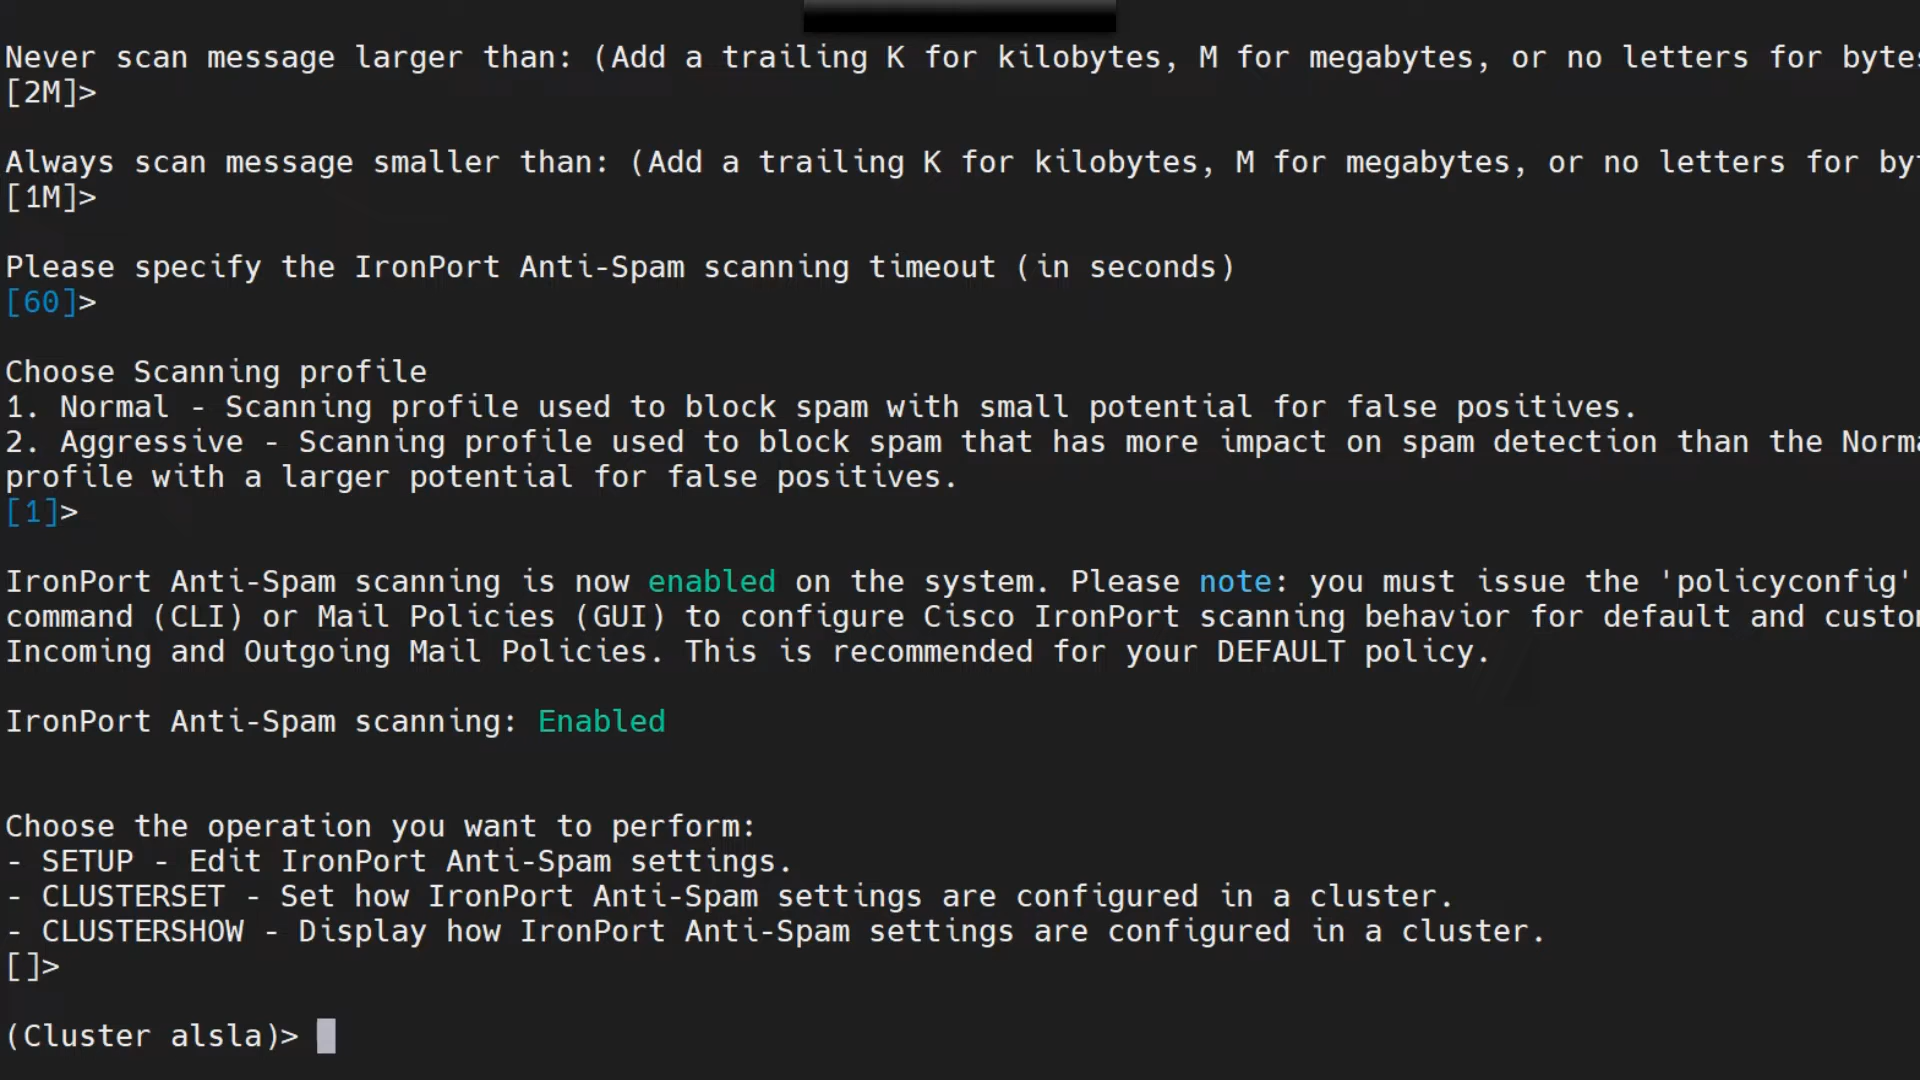 Never scan message larger than: (Add a trailing K for kilobytes, M for megabytes, or no letters for bytes
[2M]>
Always scan message smaller than: (Add a trailing K for kilobytes, M for megabytes, or no letters for byt
[1M]>
Please specify the IronPort Anti-Spam scanning timeout (in seconds)
[60]>
Choose Scanning profile
1. Normal - Scanning profile used to block spam with small potential for false positives.
2. Aggressive - Scanning profile used to block spam that has more impact on spam detection than the Norma
profile with a larger potential for false positives.
[1]>
IronPort Anti-Spam scanning is now enabled on the system. Please note: you must issue the 'policyconfig'
command (CLI) or Mail Policies (GUI) to configure Cisco IronPort scanning behavior for default and custom
Incoming and Outgoing Mail Policies. This is recommended for your DEFAULT policy.
IronPort Anti-Spam scanning: Enabled
Choose the operation you want to perform:
- SETUP - Edit IronPort Anti-Spam settings.
- CLUSTERSET - Set how IronPort Anti-Spam settings are configured in a cluster.
- CLUSTERSHOW - Display how IronPort Anti-Spam settings are configured in a cluster.
[]>
(Cluster alsla)>